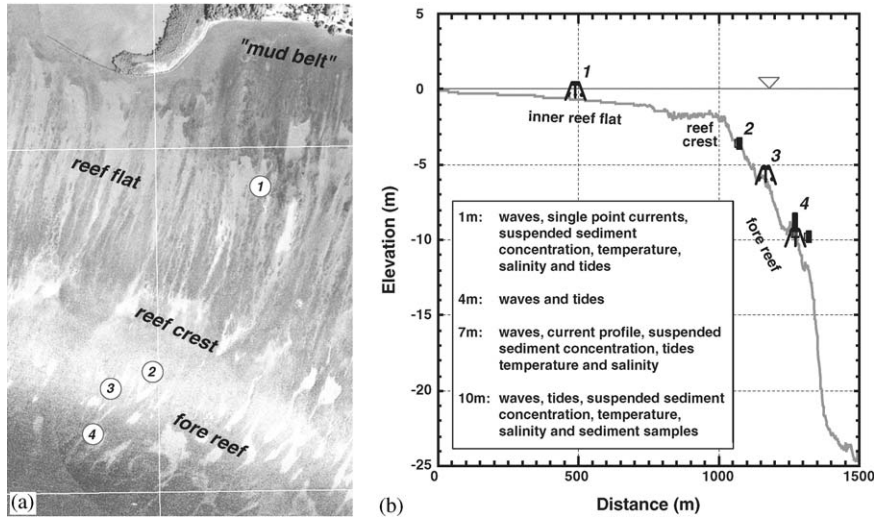 "mud belt"
reef flat
1
reef crest
2
3
fore reef
4
(a)
5
0
-5
-10
-15
-20
-25
Elevation (m)
1
inner reef flat
reef
crest
2
3
4
fore reef
1m: waves, single point currents,
suspended sediment
concentration, temperature,
salinity and tides
4m: waves and tides
7m: waves, current profile, suspended
sediment concentration, tides
temperature and salinity
10m: waves, tides, suspended sediment
concentration, temperature,
salinity and sediment samples
0
500
1000
1500
Distance (m)
(b)